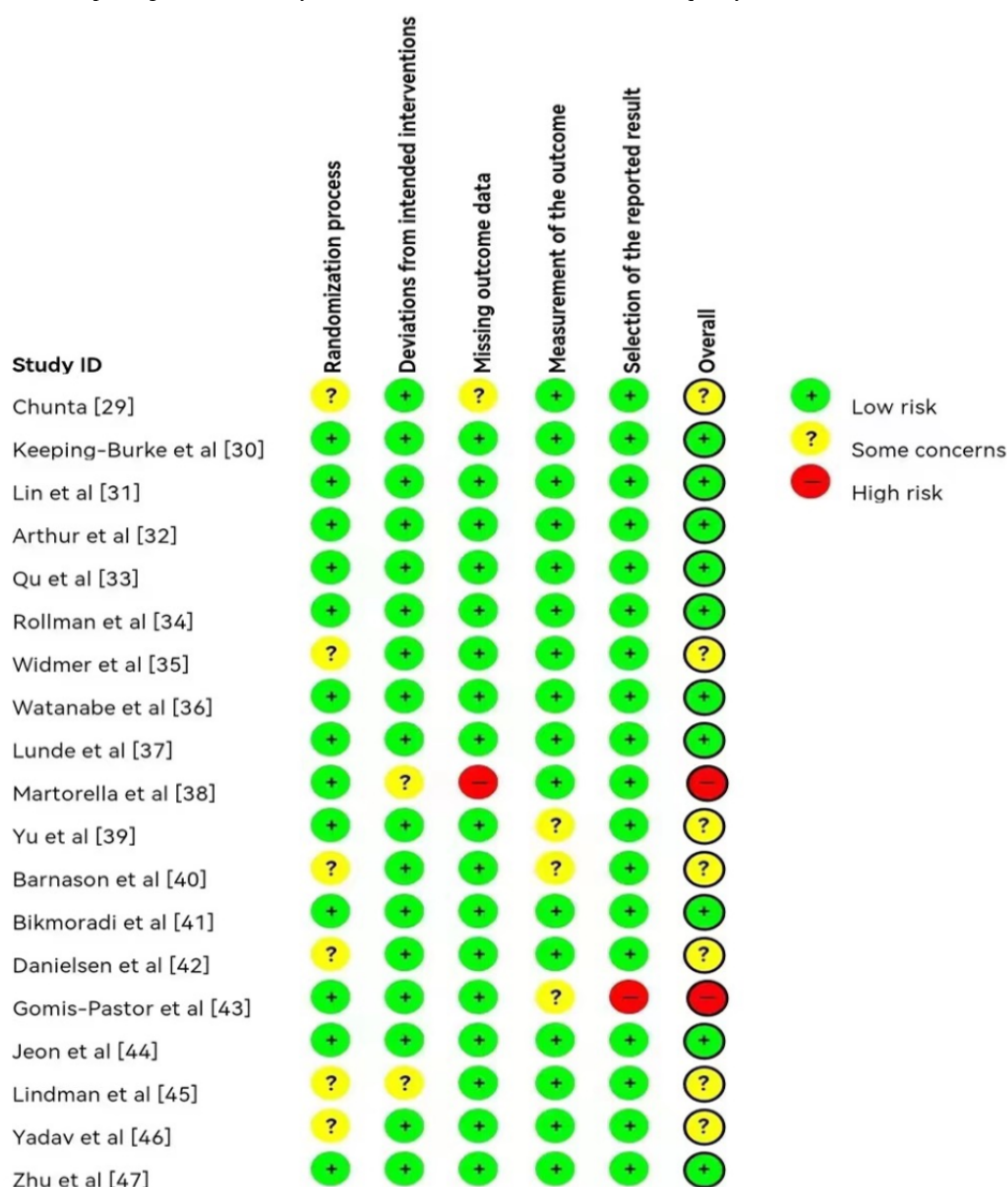 Randomization process
Deviations from intended interventions
Missing outcome data
Measurement of the outcome
Selection of the reported result
Overall
Study ID
Chunta [29] ? + ? + + ?
Keeping-Burke et al [30] + + + + + +
Lin et al [31] + + + + + +
Arthur et al [32] + + + + + +
Qu et al [33] + + + + + +
Rollman et al [34] + + + + + +
Widmer et al [35] ? + + + + ?
Watanabe et al [36] + + + + + +
Lunde et al [37] + + + + + +
Martorella et al [38] + ? − + + −
Yu et al [39] + + + ? + ?
Barnason et al [40] ? + + ? + ?
Bikmoradi et al [41] + + + + + +
Danielsen et al [42] ? + + + + ?
Gomis-Pastor et al [43] + + + ? − −
Jeon et al [44] + + + + + +
Lindman et al [45] ? ? + + + ?
Yadav et al [46] ? + + + + ?
Zhu et al [47] + + + + + +
+ Low risk
? Some concerns
− High risk